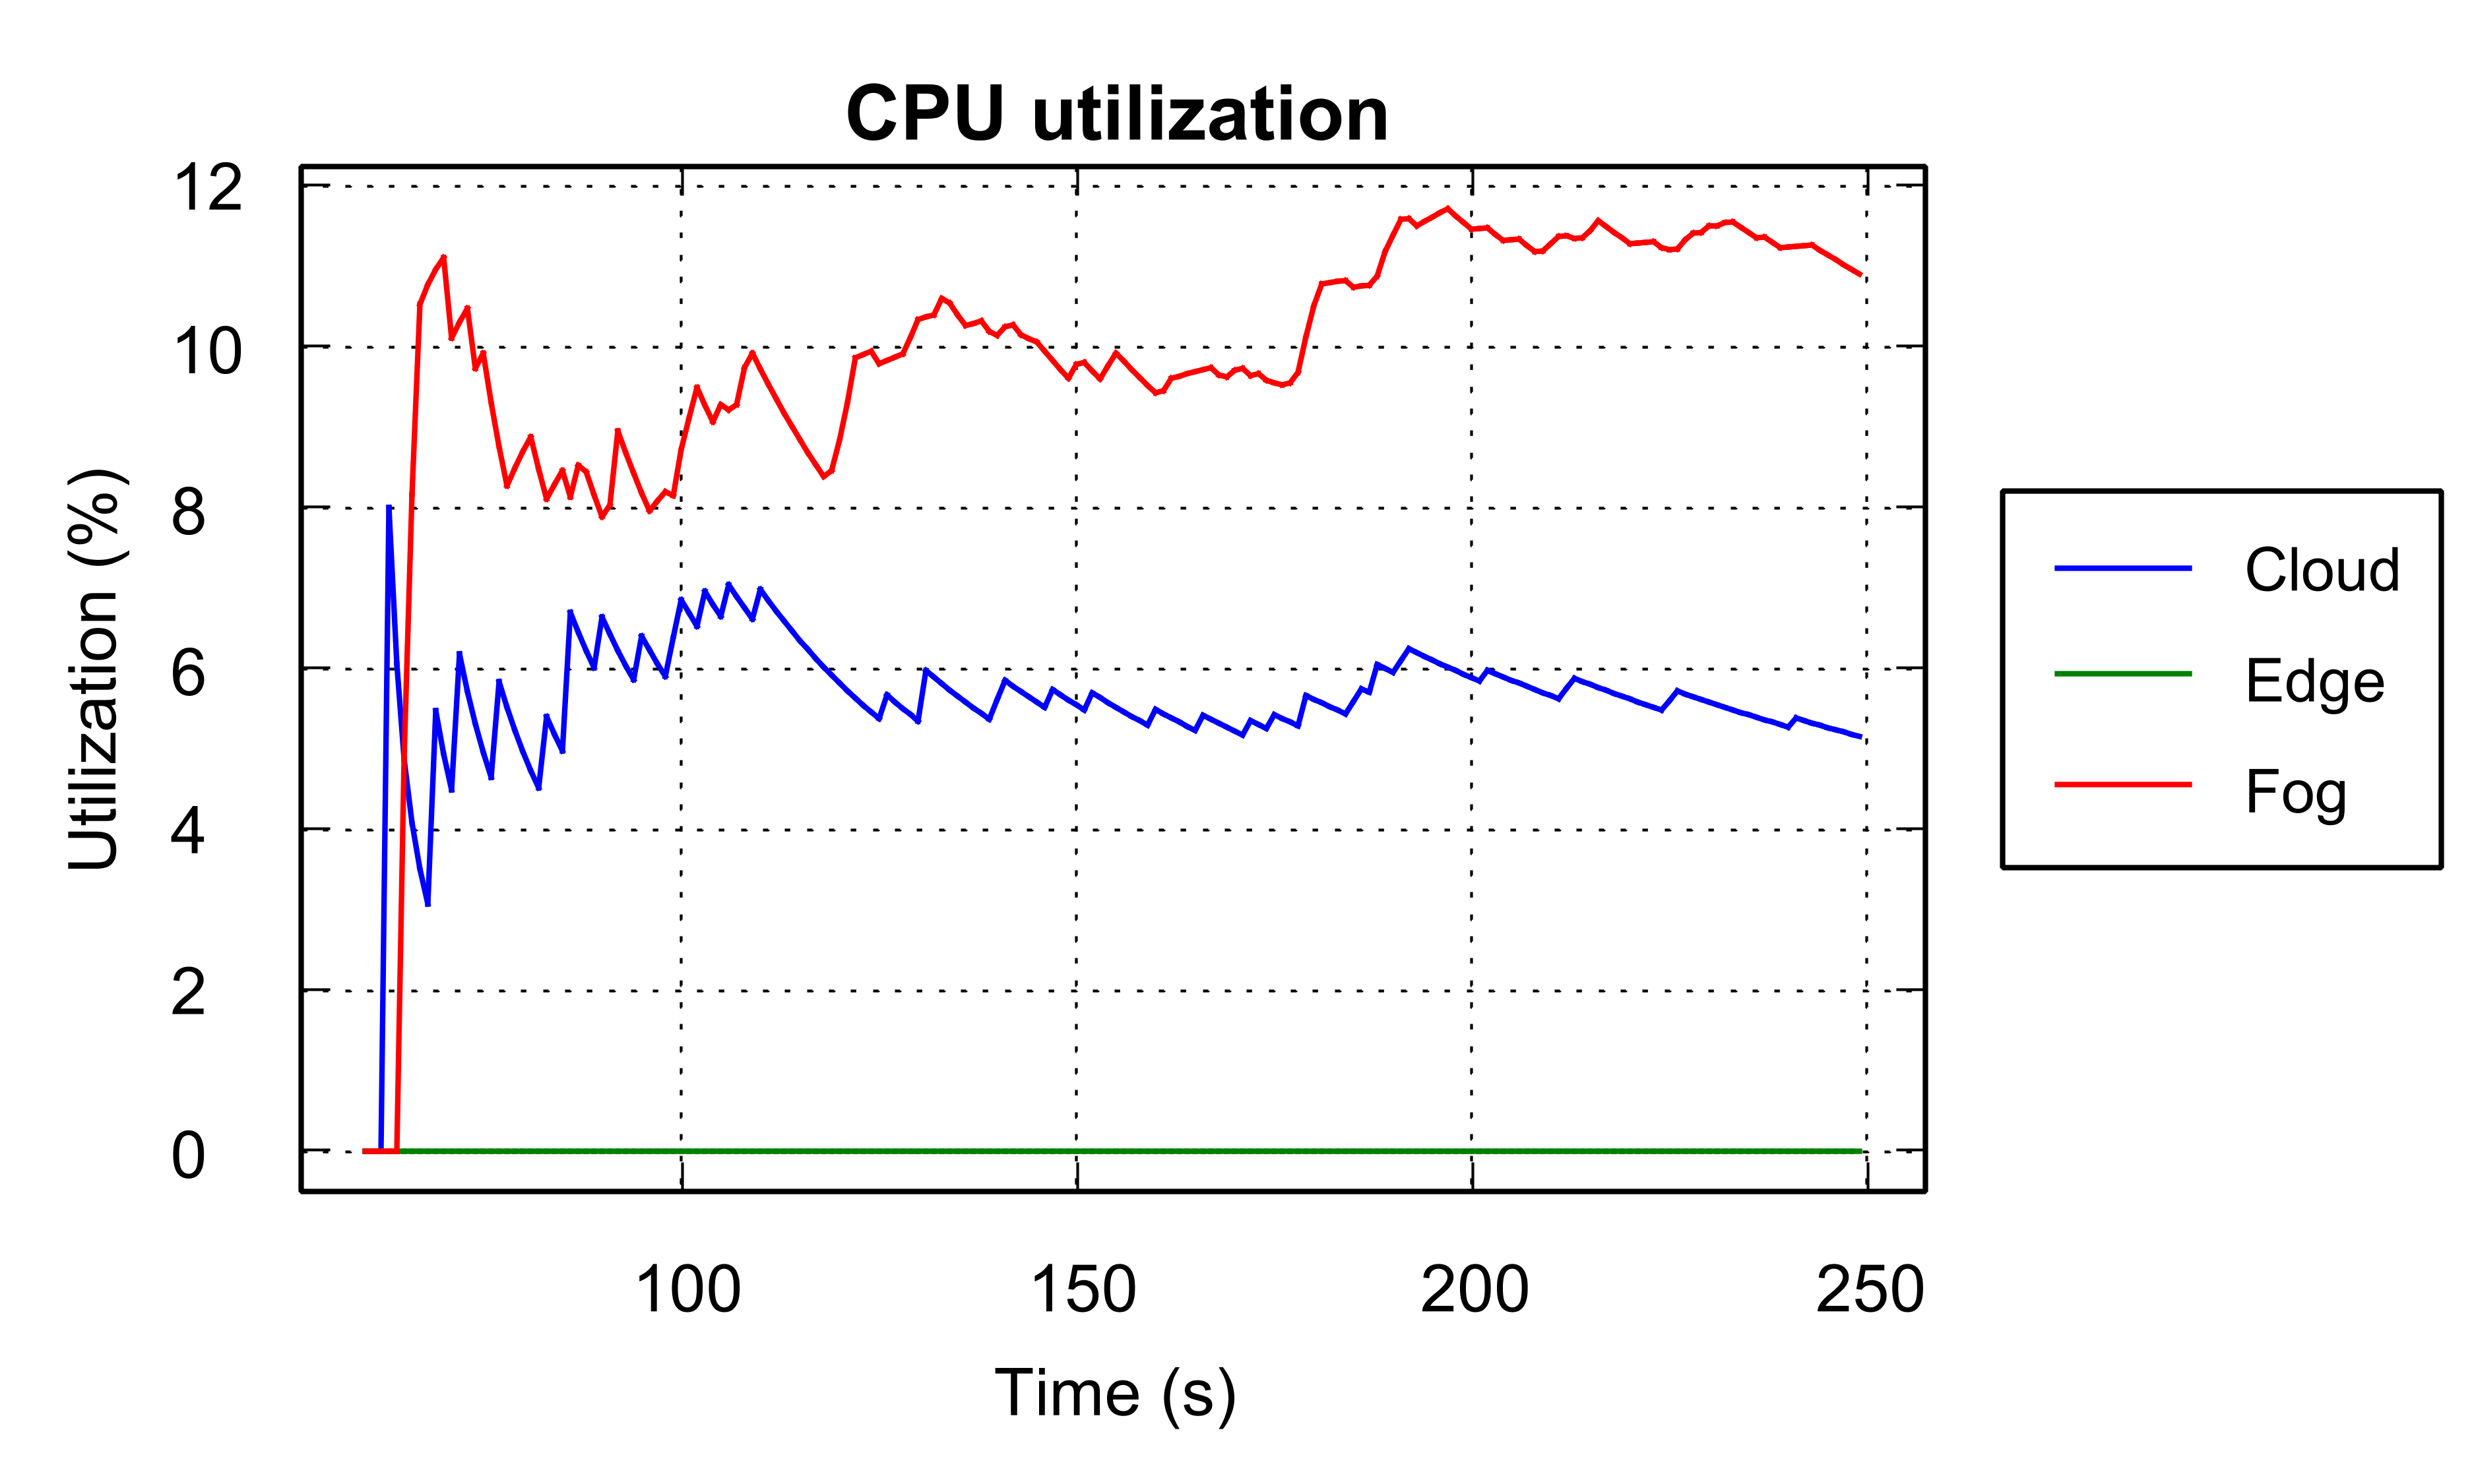 CPU utilization
12
10
8
6
4
2
0
Utilization (%)
100 150 200 250
Time (s)
Cloud
Edge
Fog